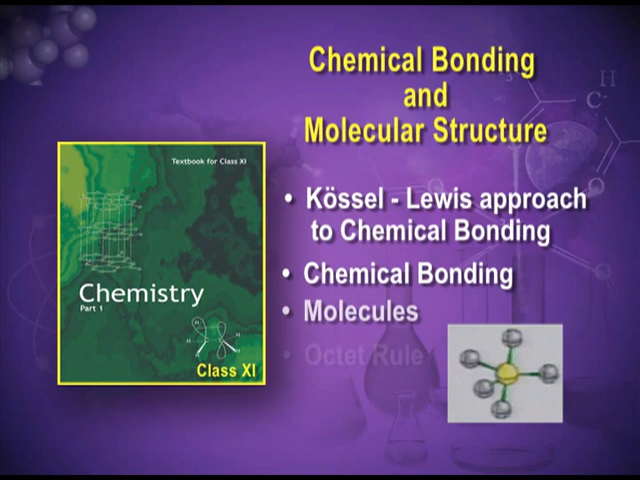 Chemical Bonding
and
Molecular Structure
Textbook for Class XI
Chemistry
Part 1
Class XI
• Kössel - Lewis approach
to Chemical Bonding
• Chemical Bonding
• Molecules
• Octet Rule
H
C
H
H
H
H